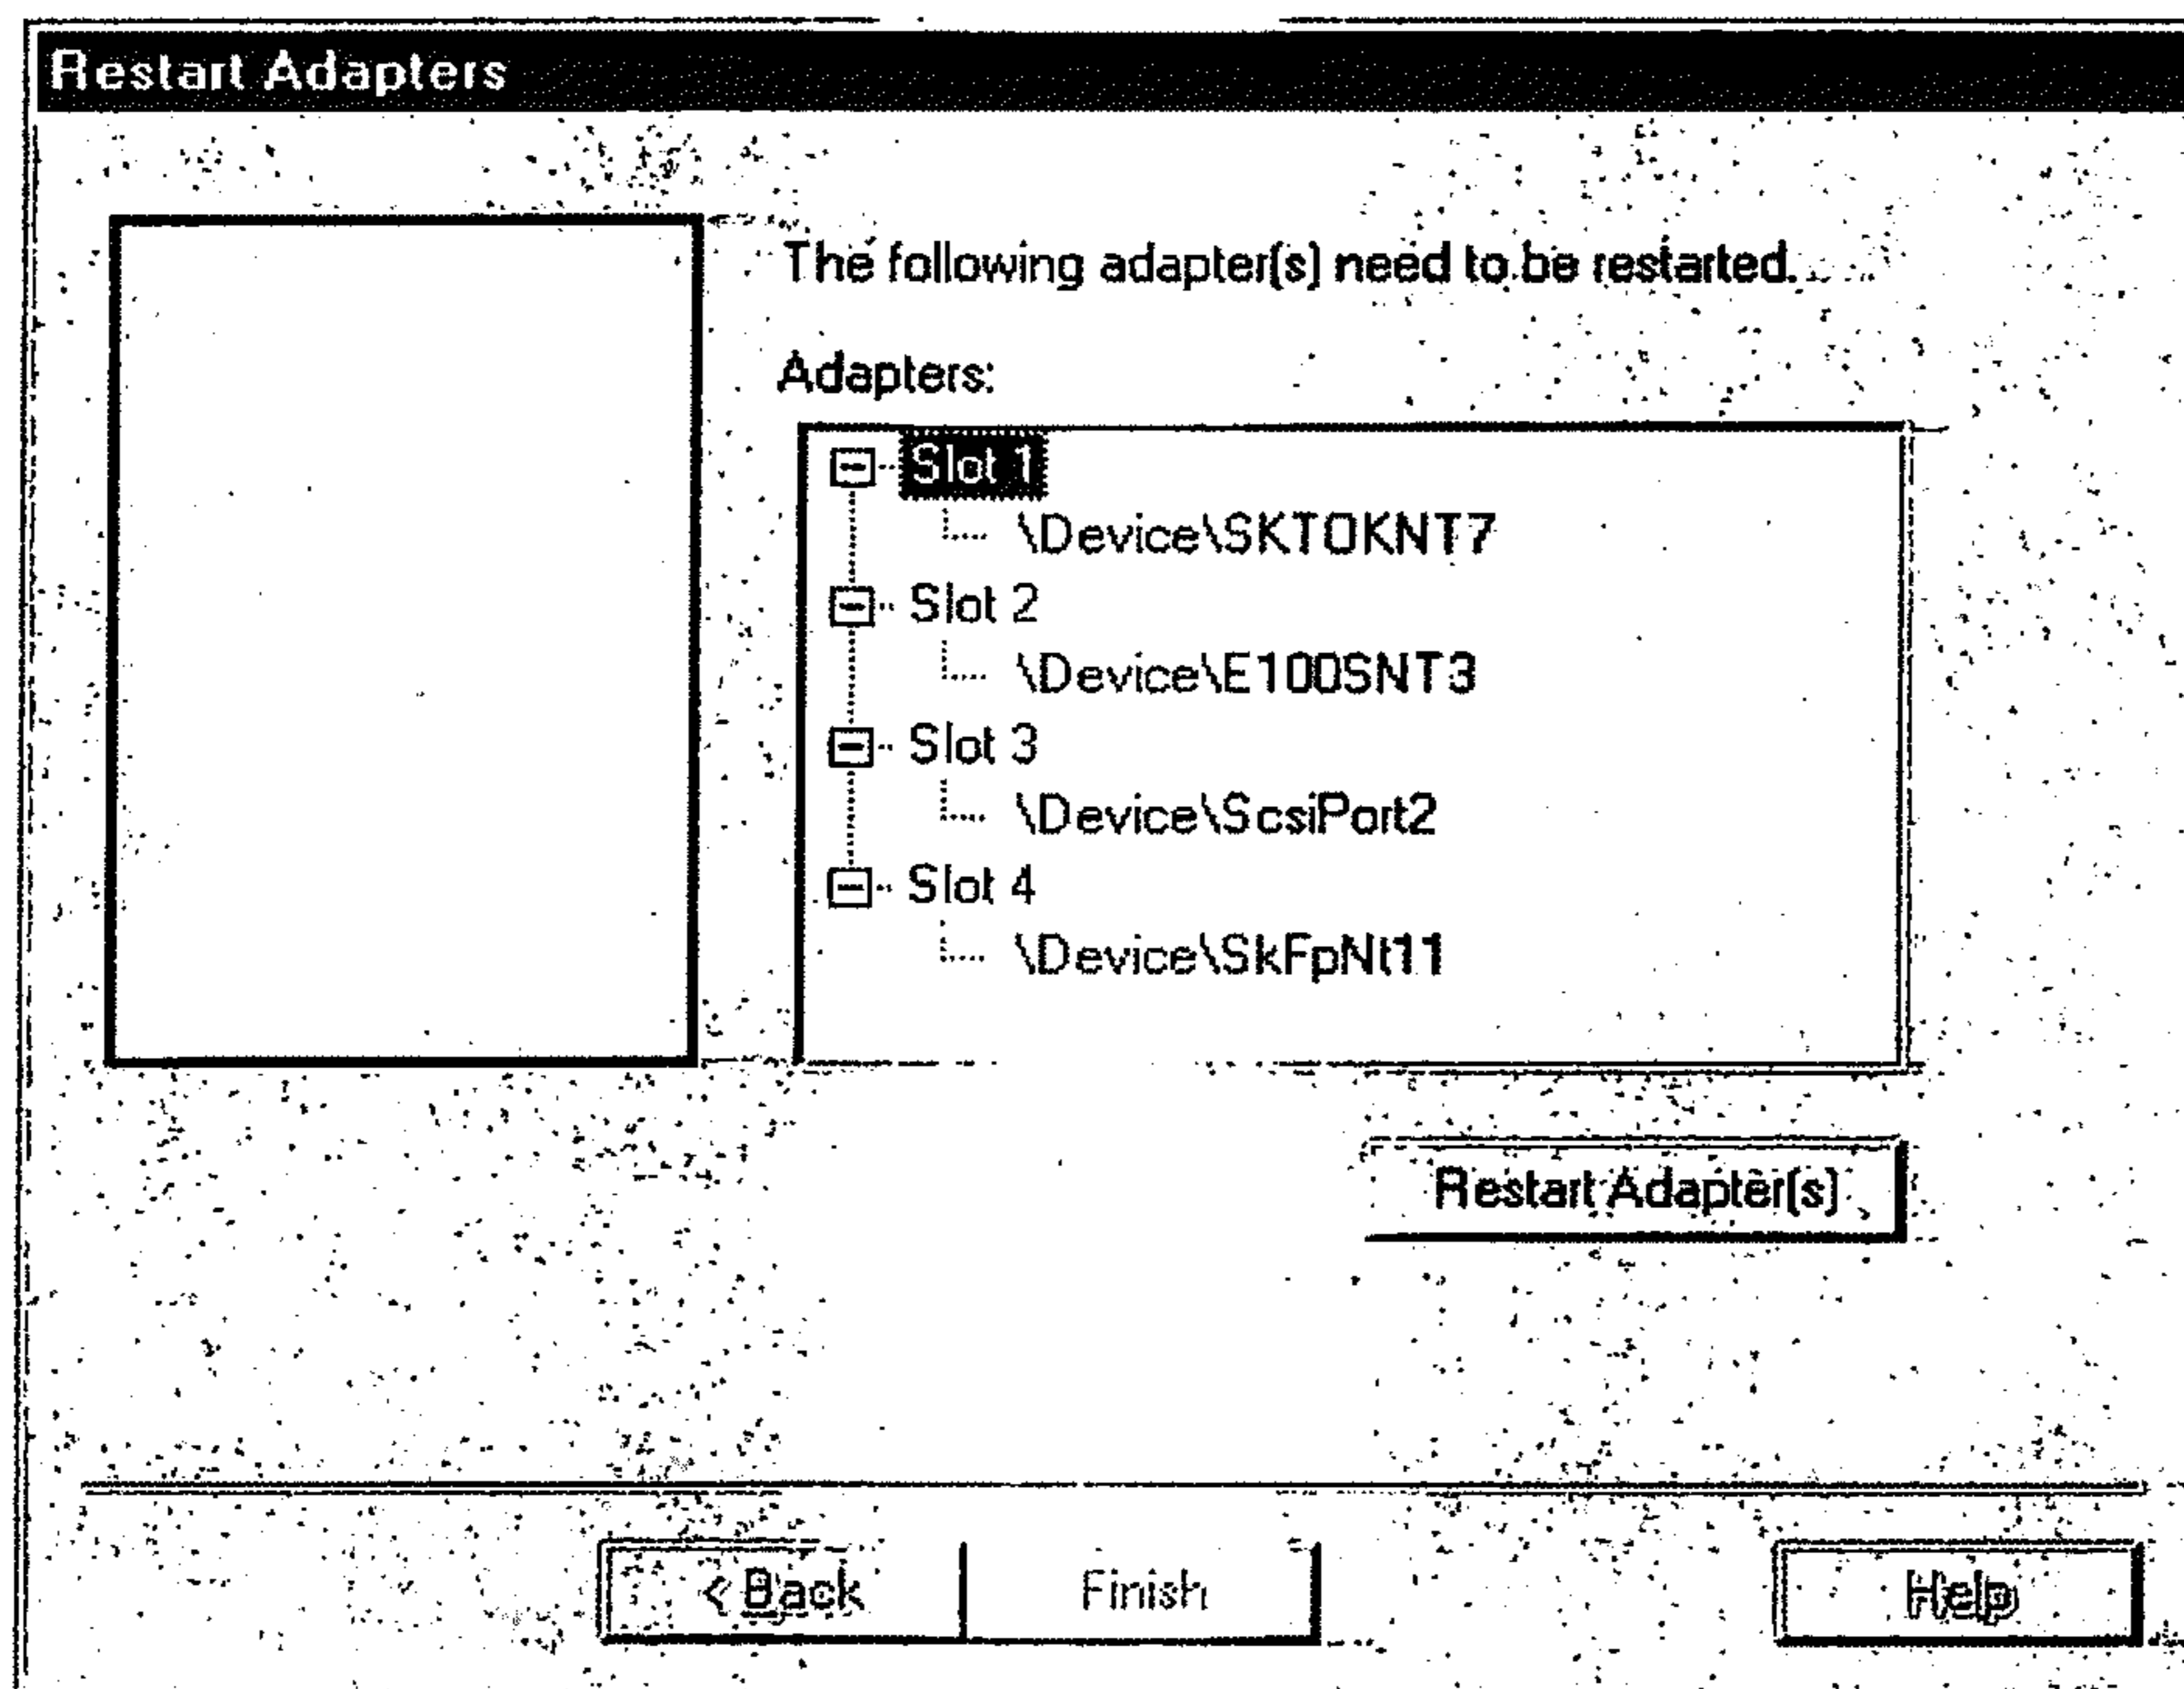 Restart Adapters
The following adapter(s) need to be restarted.
Adapters:
Slot 1
\Device\SKTOKNT7
Slot 2
\Device\E100SNT3
Slot 3
\Device\ScsiPort2
Slot 4
\Device\SkFpNt11
Restart Adapter(s)
< Back Finish Help